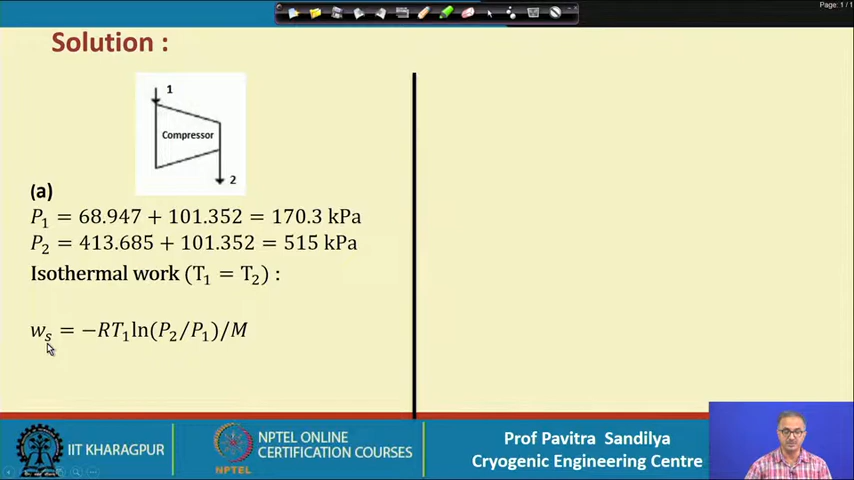 Page: 1 / 1
Solution :
1
Compressor
2
(a)
P₁ = 68.947 + 101.352 = 170.3 kPa
P₂ = 413.685 + 101.352 = 515 kPa
Isothermal work (T₁ = T₂) :
wₛ = −RT₁ln(P₂/P₁)/M
IIT KHARAGPUR
NPTEL
NPTEL ONLINE
CERTIFICATION COURSES
Prof Pavitra Sandilya
Cryogenic Engineering Centre